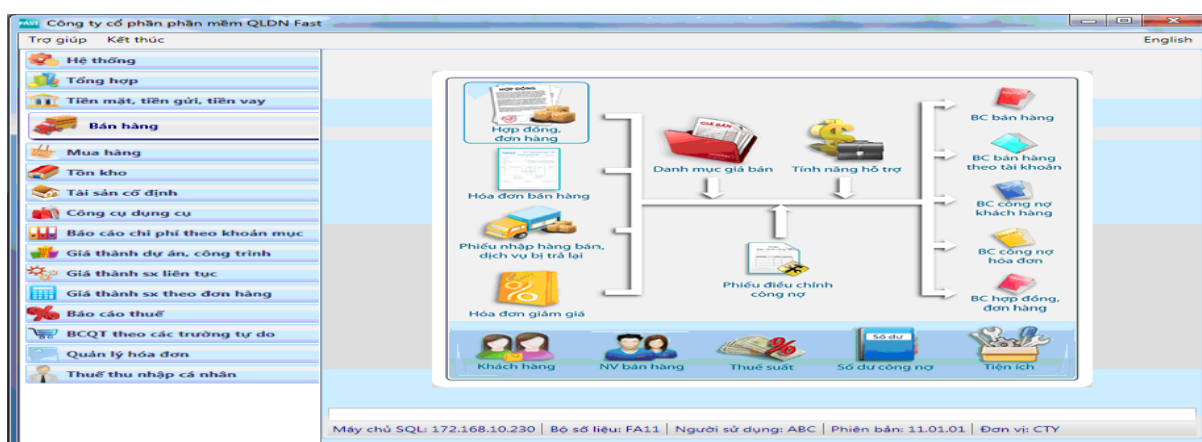 FAST Công ty cổ phần phần mềm QLDN Fast
Trợ giúp Kết thúc English
Hệ thống
Tổng hợp
Tiền mặt, tiền gửi, tiền vay
Bán hàng
Mua hàng
Tồn kho
Tài sản cố định
Công cụ dụng cụ
Báo cáo chi phí theo khoản mục
Giá thành dự án, công trình
Giá thành sx liên tục
Giá thành sx theo đơn hàng
Báo cáo thuế
BCQT theo các trường tự do
Quản lý hóa đơn
Thuế thu nhập cá nhân
HỢP ĐỒNG
Hợp đồng,
đơn hàng
Hóa đơn bán hàng
Phiếu nhập hàng bán,
dịch vụ bị trả lại
Hóa đơn giảm giá
GIÁ BÁN
Danh mục giá bán
Tính năng hỗ trợ
Phiếu điều chỉnh
công nợ
BC bán hàng
BC bán hàng
theo tài khoản
BC công nợ
khách hàng
BC công nợ
hóa đơn
BC hợp đồng,
đơn hàng
Khách hàng
NV bán hàng
Thuế suất
Số dư
Số dư công nợ
Tiện ích
Máy chủ SQL: 172.168.10.230 | Bộ số liệu: FA11 | Người sử dụng: ABC | Phiên bản: 11.01.01 | Đơn vị: CTY